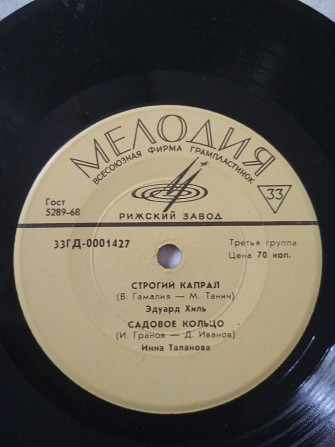 МЕЛОДИЯ
ВСЕСОЮЗНАЯ ФИРМА ГРАМПЛАСТИНОК
33
Гост
5289-68
РИЖСКИЙ ЗАВОД
33ГД-0001427
Третья группа
Цена 70 коп.
СТРОГИЙ КАПРАЛ
(В. Гамалия — М. Танич)
Эдуард Хиль
САДОВОЕ КОЛЬЦО
(И. Гранов — Д. Иванов)
Инна Таланова